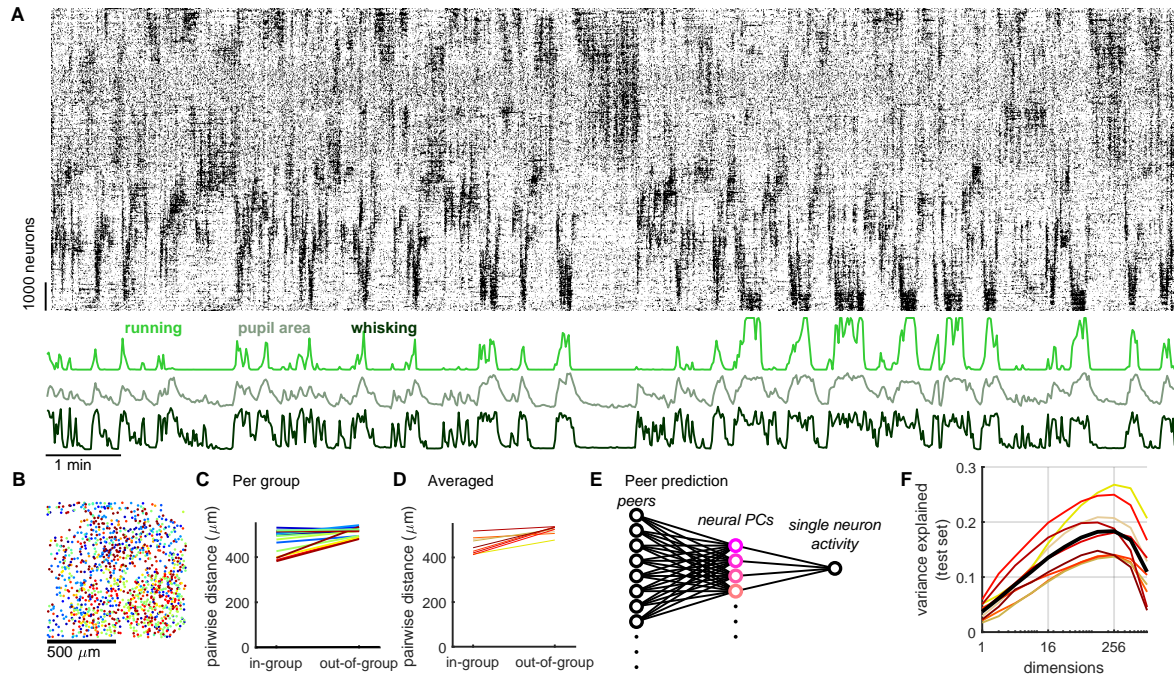 A
1000 neurons
running pupil area whisking
1 min
B
500 μm
C Per group
pairwise distance (μm)
400
200
0
in-group out-of-group
D Averaged
pairwise distance (μm)
400
200
0
in-group out-of-group
E Peer prediction
peers
neural PCs
single neuron
activity
F
variance explained
(test set)
0.3
0.2
0.1
0
1 16 256
dimensions